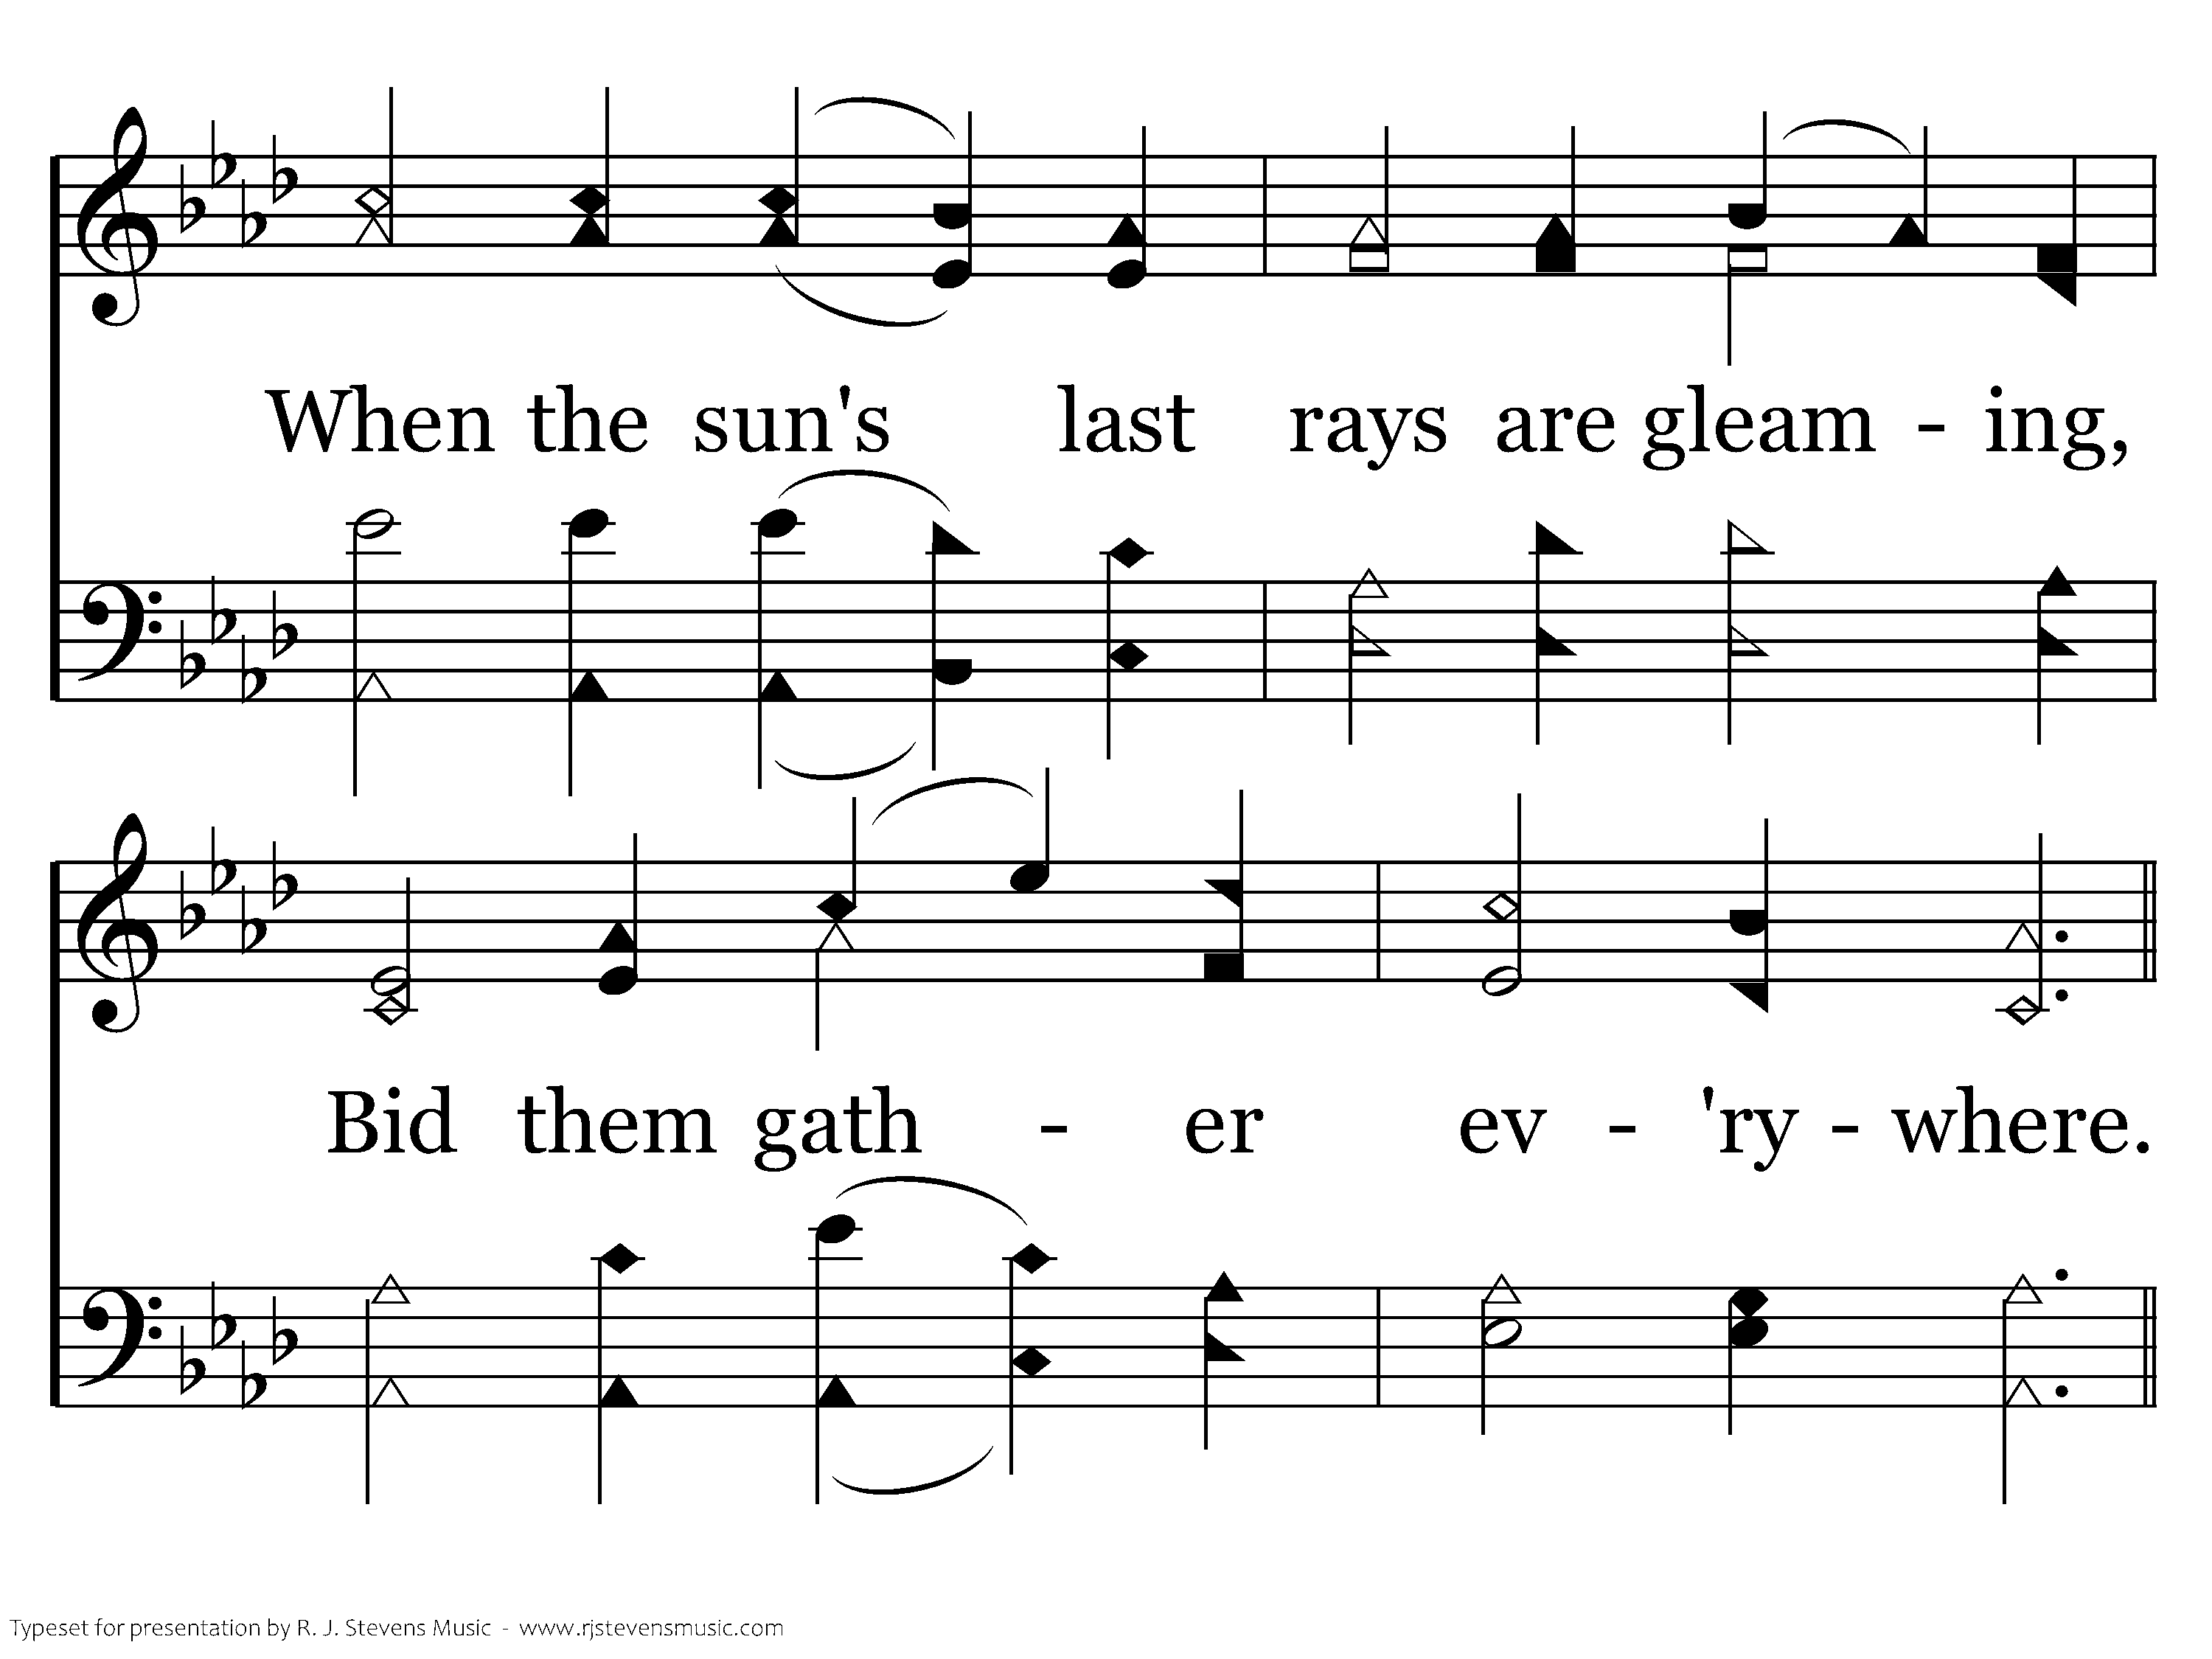 When the sun's last rays are gleam - ing,
Bid them gath - er ev - 'ry - where.
Typeset for presentation by R. J. Stevens Music - www.rjstevensmusic.com